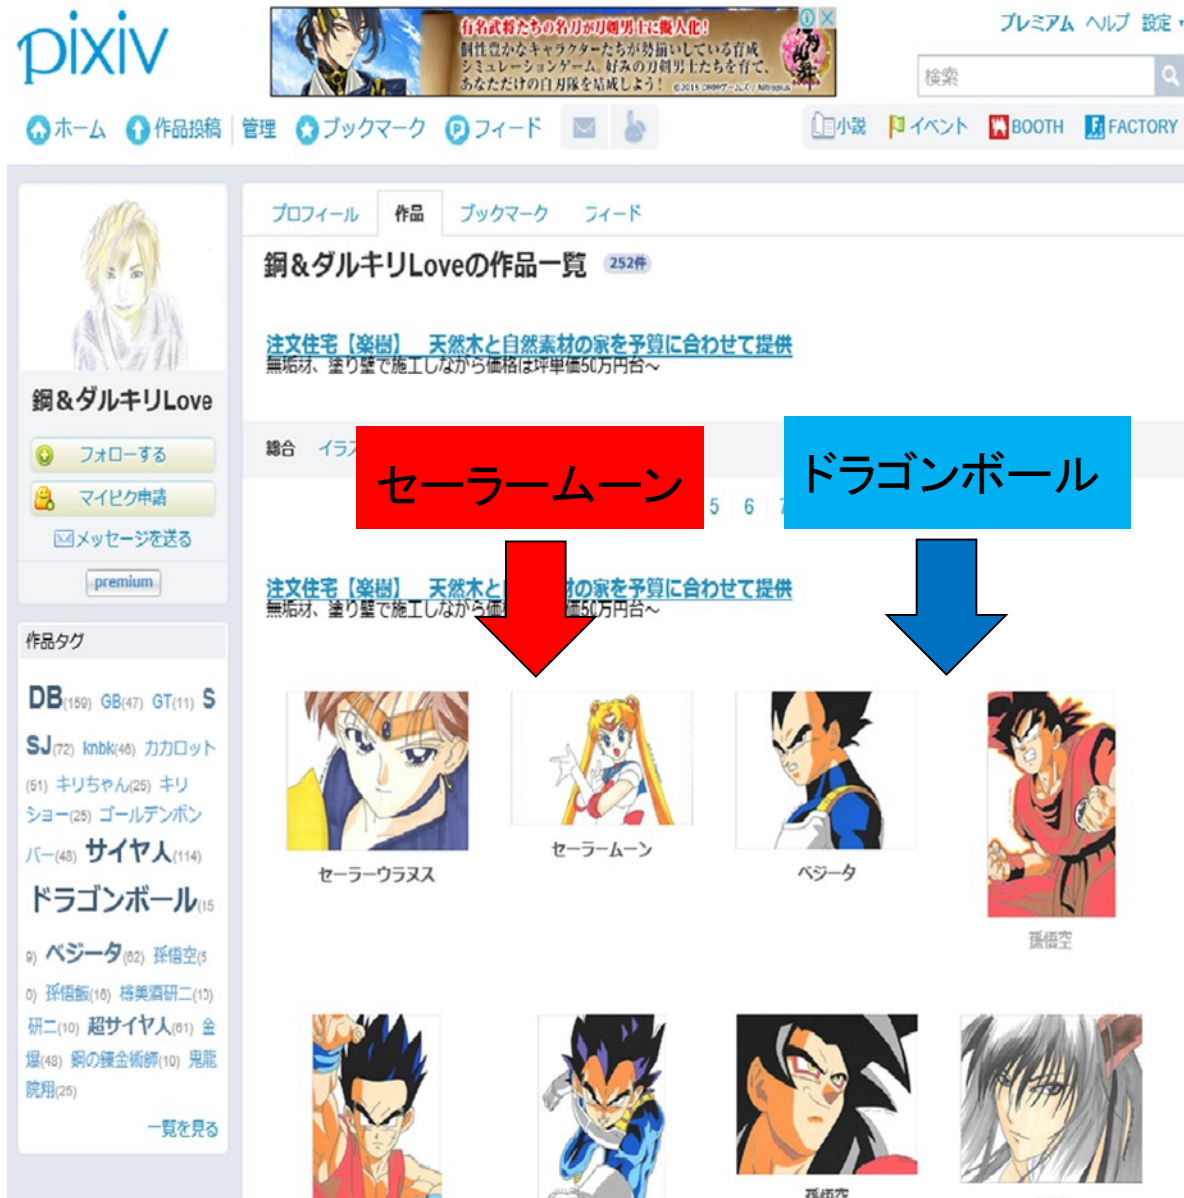 pixiv
有名武将たちの名刀が刀剣男士に擬人化!
個性豊かなキャラクターたちが勢揃いしている育成
シミュレーションゲーム。好みの刀剣男士たちを育て、
あなただけの白刃隊を結成しよう!
プレミアム ヘルプ 設定
検索
ホーム 作品投稿 管理 ブックマーク フィード
小説 イベント BOOTH FACTORY
プロフィール 作品 ブックマーク フィード
鋼&ダルキリLoveの作品一覧 252件
注文住宅【楽樹】 天然木と自然素材の家を予算に合わせて提供
無垢材、塗り壁で施工しながら価格は坪単価50万円台~
鋼&ダルキリLove
フォローする
マイピク申請
メッセージを送る
premium
総合 イラス
セーラームーン
ドラゴンボール
5 6
注文住宅【楽樹】 天然木と 材の家を予算に合わせて提供
無垢材、塗り壁で施工しながら価 価50万円台~
作品タグ
DB(159) GB(47) GT(11) S
SJ(72) knbk(46) カカロット
(51) キリちゃん(25) キリ
ショー(25) ゴールデンボン
バー(48) サイヤ人(114)
ドラゴンボール(15
9) ベジータ(62) 孫悟空(5
0) 孫悟飯(16) 樽美酒研二(10)
研二(10) 超サイヤ人(61) 金
爆(48) 鋼の錬金術師(10) 鬼龍
院翔(25)
一覧を見る
セーラーウラヌス
セーラームーン
ベジータ
孫悟空
孫悟空